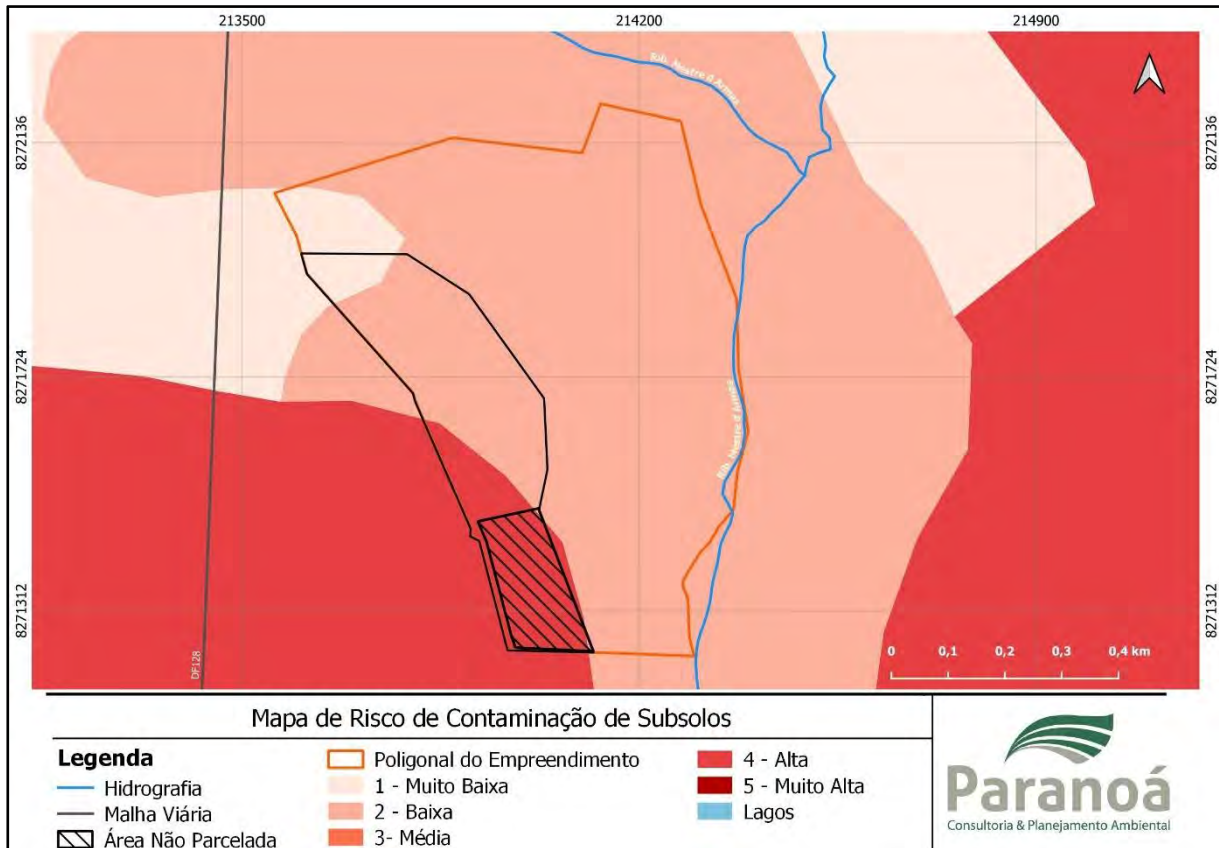 213500
214200
214900
8272136
8272136
Rib. Mestre d Armas
8271724
8271724
Rib. Mestre d Armas
8271312
8271312
DF128
0 0,1 0,2 0,3 0,4 km
Mapa de Risco de Contaminação de Subsolos
Legenda
Hidrografia
Malha Viária
Área Não Parcelada
Poligonal do Empreendimento
1 - Muito Baixa
2 - Baixa
3- Média
4 - Alta
5 - Muito Alta
Lagos
Paranoá
Consultoria & Planejamento Ambiental